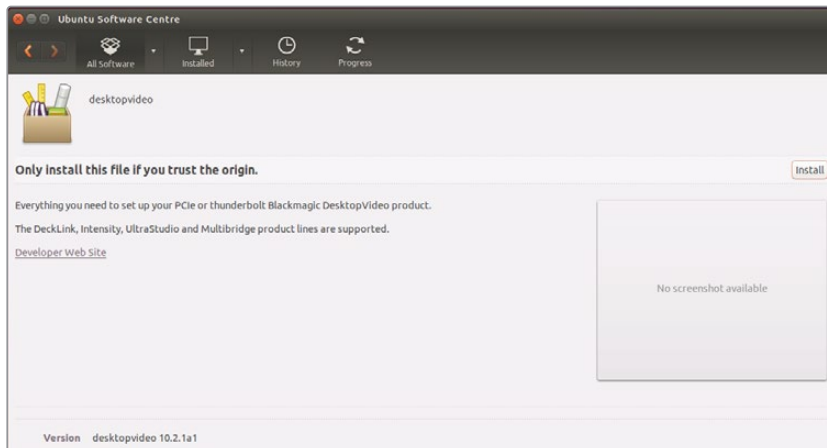 Ubuntu Software Centre
All Software
Installed
History
Progress
desktopvideo
Only install this file if you trust the origin.
Install
Everything you need to set up your PCIe or thunderbolt Blackmagic DesktopVideo product.
The DeckLink, Intensity, UltraStudio and Multibridge product lines are supported.
Developer Web Site
No screenshot available
Version desktopvideo 10.2.1a1